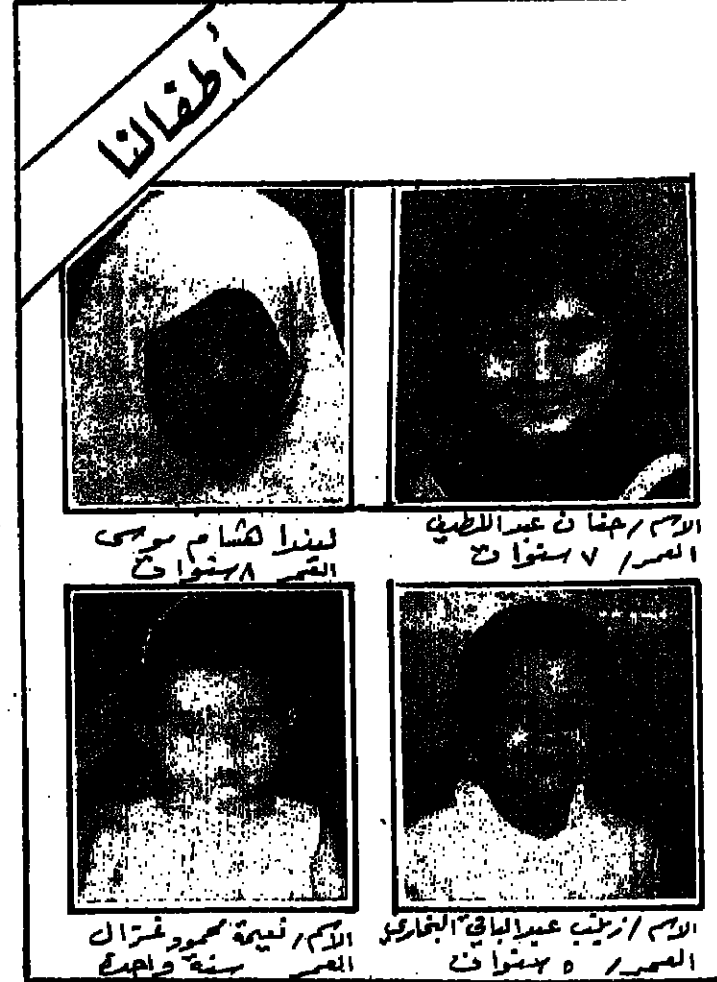 أطفالنا
الاسم / حنان عبداللطيف
العمر / ٧ سنوات
ليندا هشام موسى
العمر ٨ سنوات
الاسم / زينب عبدالباقي البخاري
العمر / ٥ سنوات
الاسم / نعيمة محمود غزال
العمر سنة واحدة